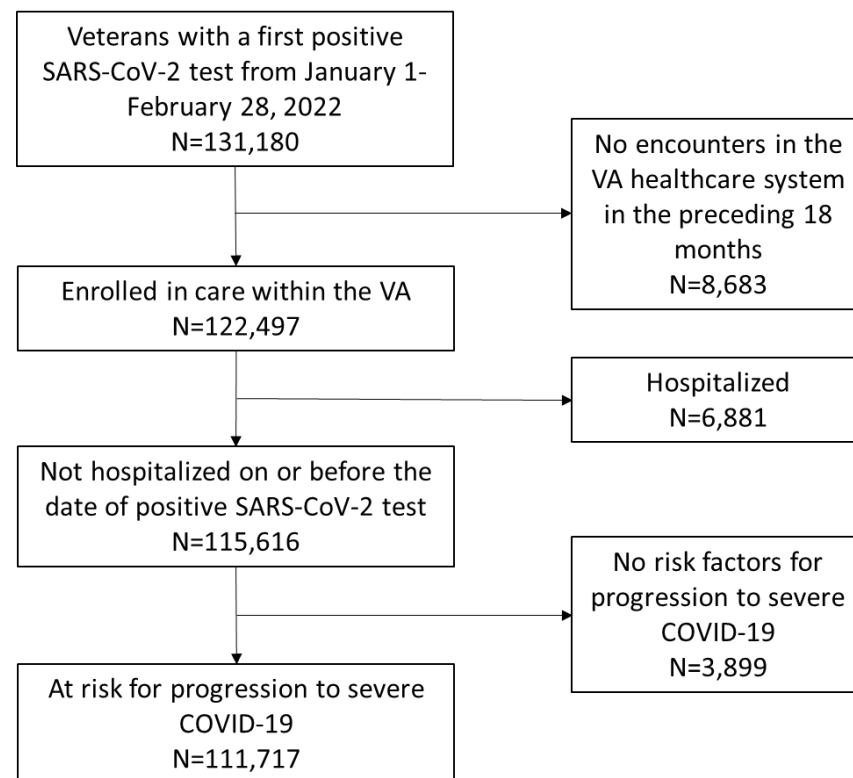 Veterans with a first positive
SARS-CoV-2 test from January 1-
February 28, 2022
N=131,180
No encounters in the
VA healthcare system
in the preceding 18
months
N=8,683
Enrolled in care within the VA
N=122,497
Hospitalized
N=6,881
Not hospitalized on or before the
date of positive SARS-CoV-2 test
N=115,616
No risk factors for
progression to severe
COVID-19
N=3,899
At risk for progression to severe
COVID-19
N=111,717